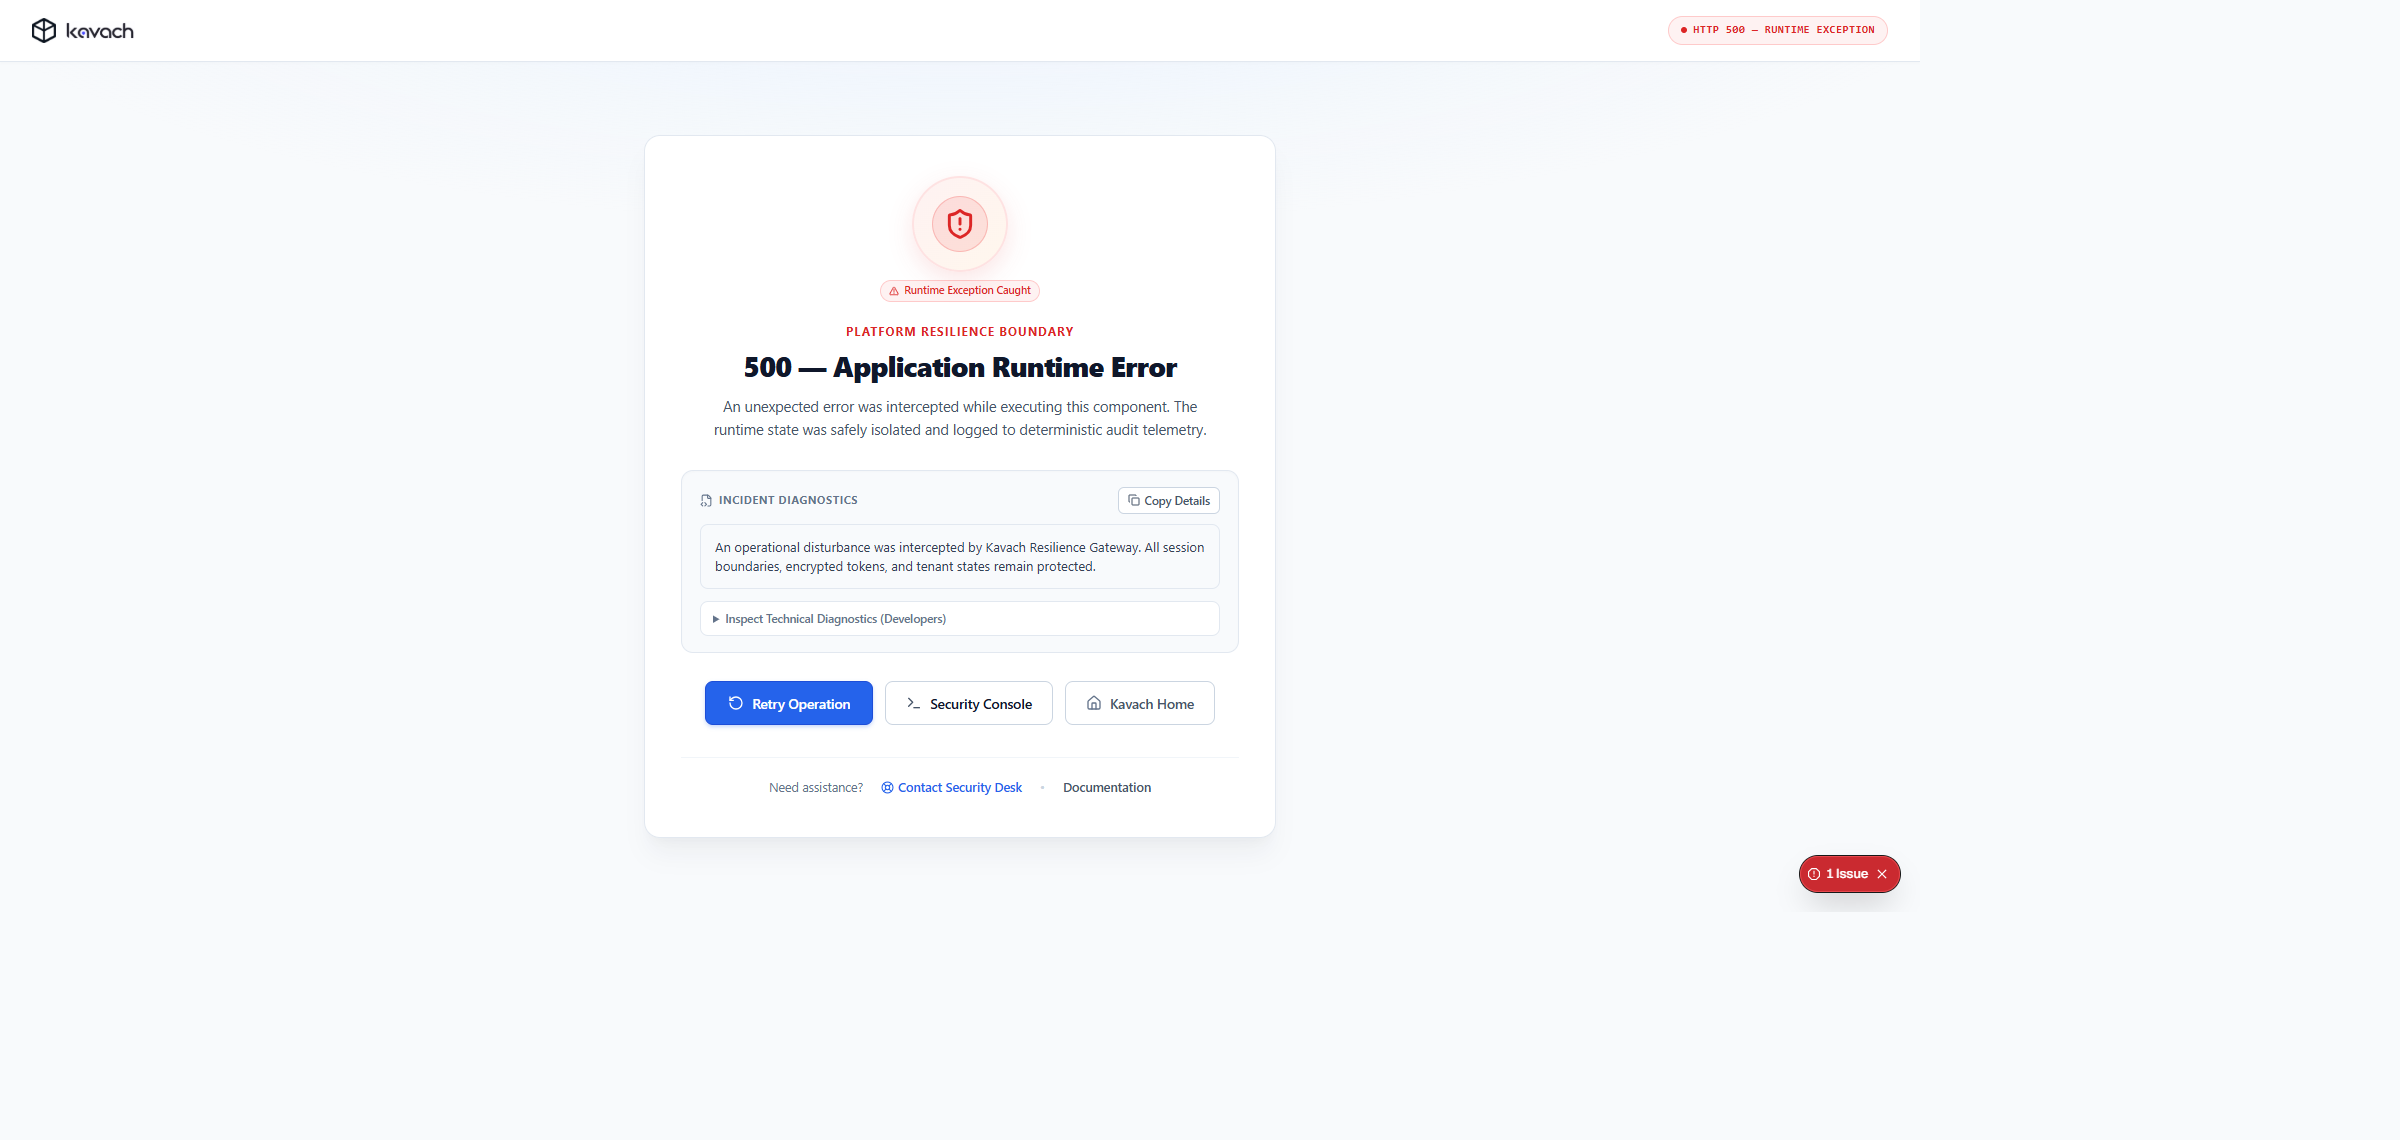 kavach
HTTP 500 — RUNTIME EXCEPTION
Runtime Exception Caught
PLATFORM RESILIENCE BOUNDARY
500 — Application Runtime Error
An unexpected error was intercepted while executing this component. The
runtime state was safely isolated and logged to deterministic audit telemetry.
INCIDENT DIAGNOSTICS
Copy Details
An operational disturbance was intercepted by Kavach Resilience Gateway. All session
boundaries, encrypted tokens, and tenant states remain protected.
Inspect Technical Diagnostics (Developers)
Retry Operation
Security Console
Kavach Home
Need assistance? Contact Security Desk • Documentation
1 Issue